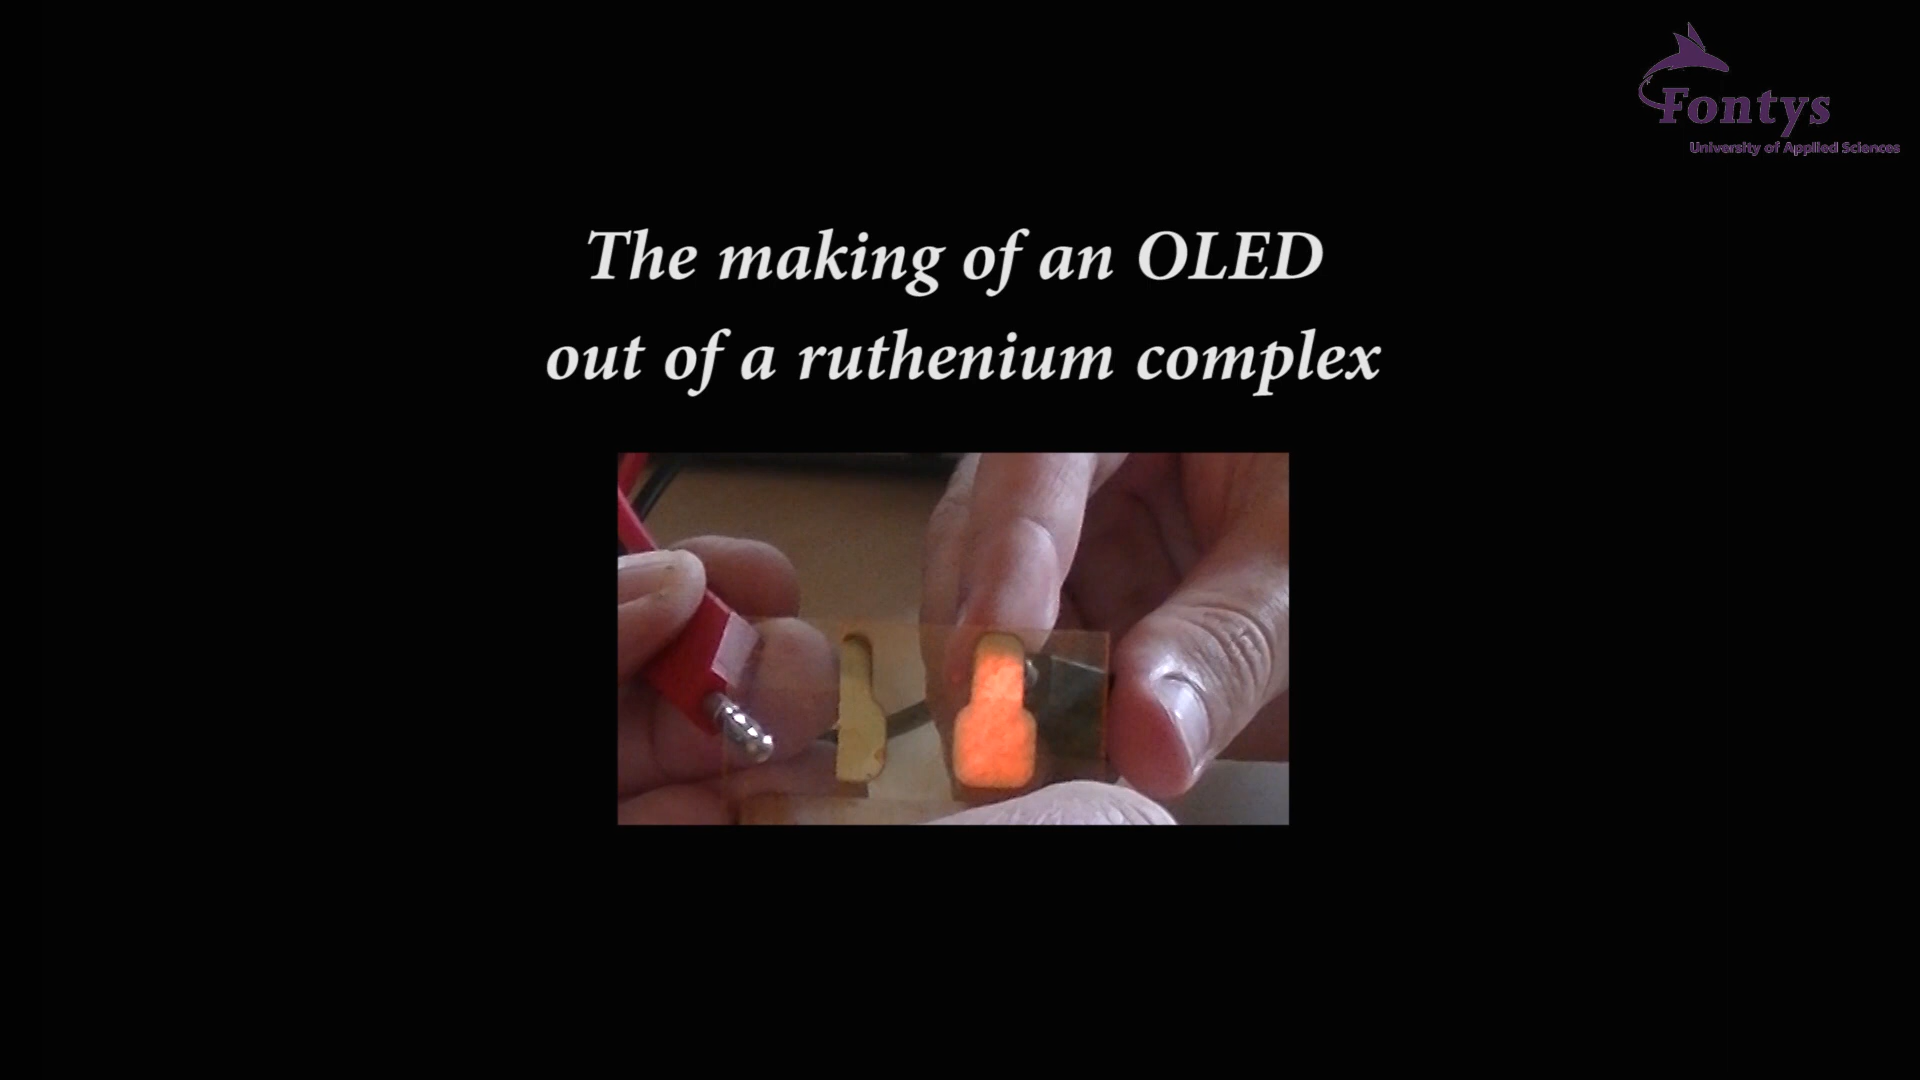 Fontys
University of Applied Sciences
The making of an OLED
out of a ruthenium complex